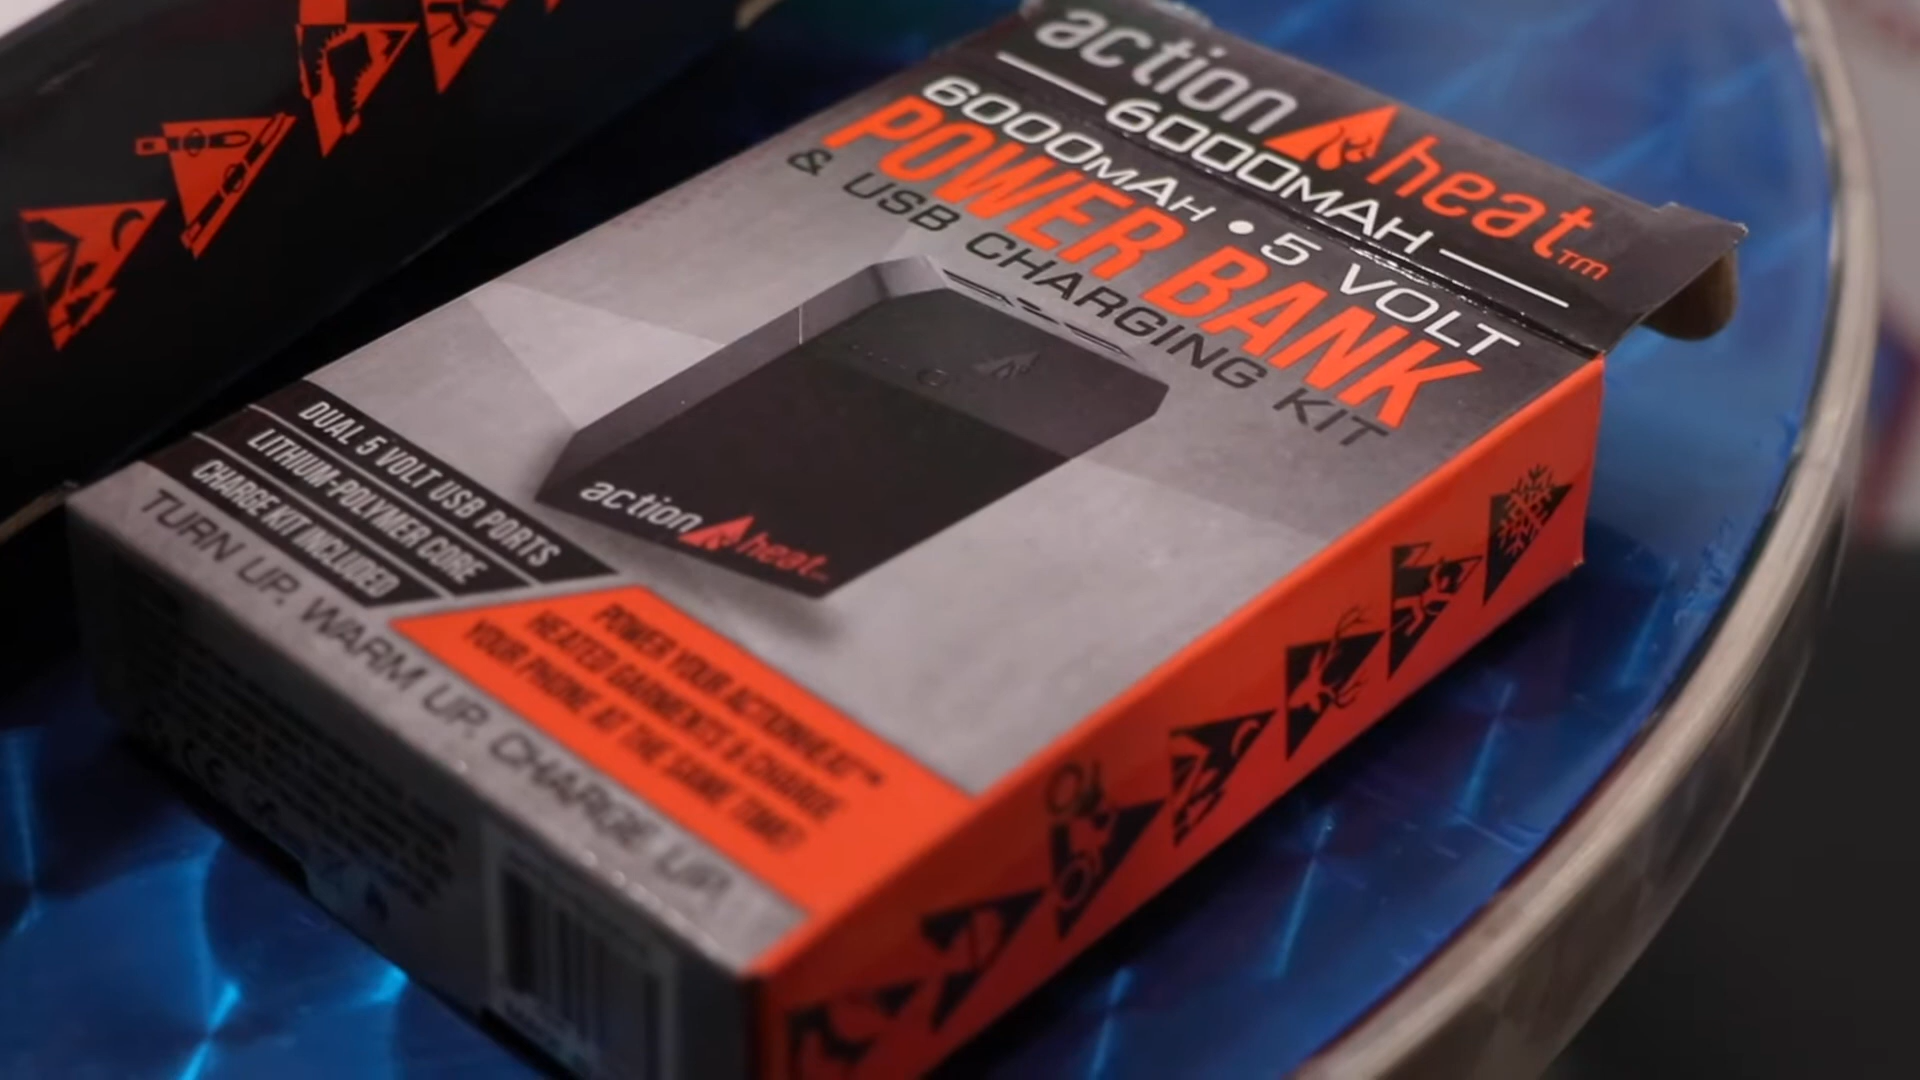 action heat™
6000MAH
6000MAH • 5 VOLT
POWER BANK
& USB CHARGING KIT
action heat™
DUAL 5 VOLT USB PORTS
LITHIUM-POLYMER CORE
CHARGE KIT INCLUDED
POWER YOUR ACTIONHEAT™
HEATED GARMENTS & CHARGE
YOUR PHONE AT THE SAME TIME!
TURN UP. WARM UP. CHARGE UP.